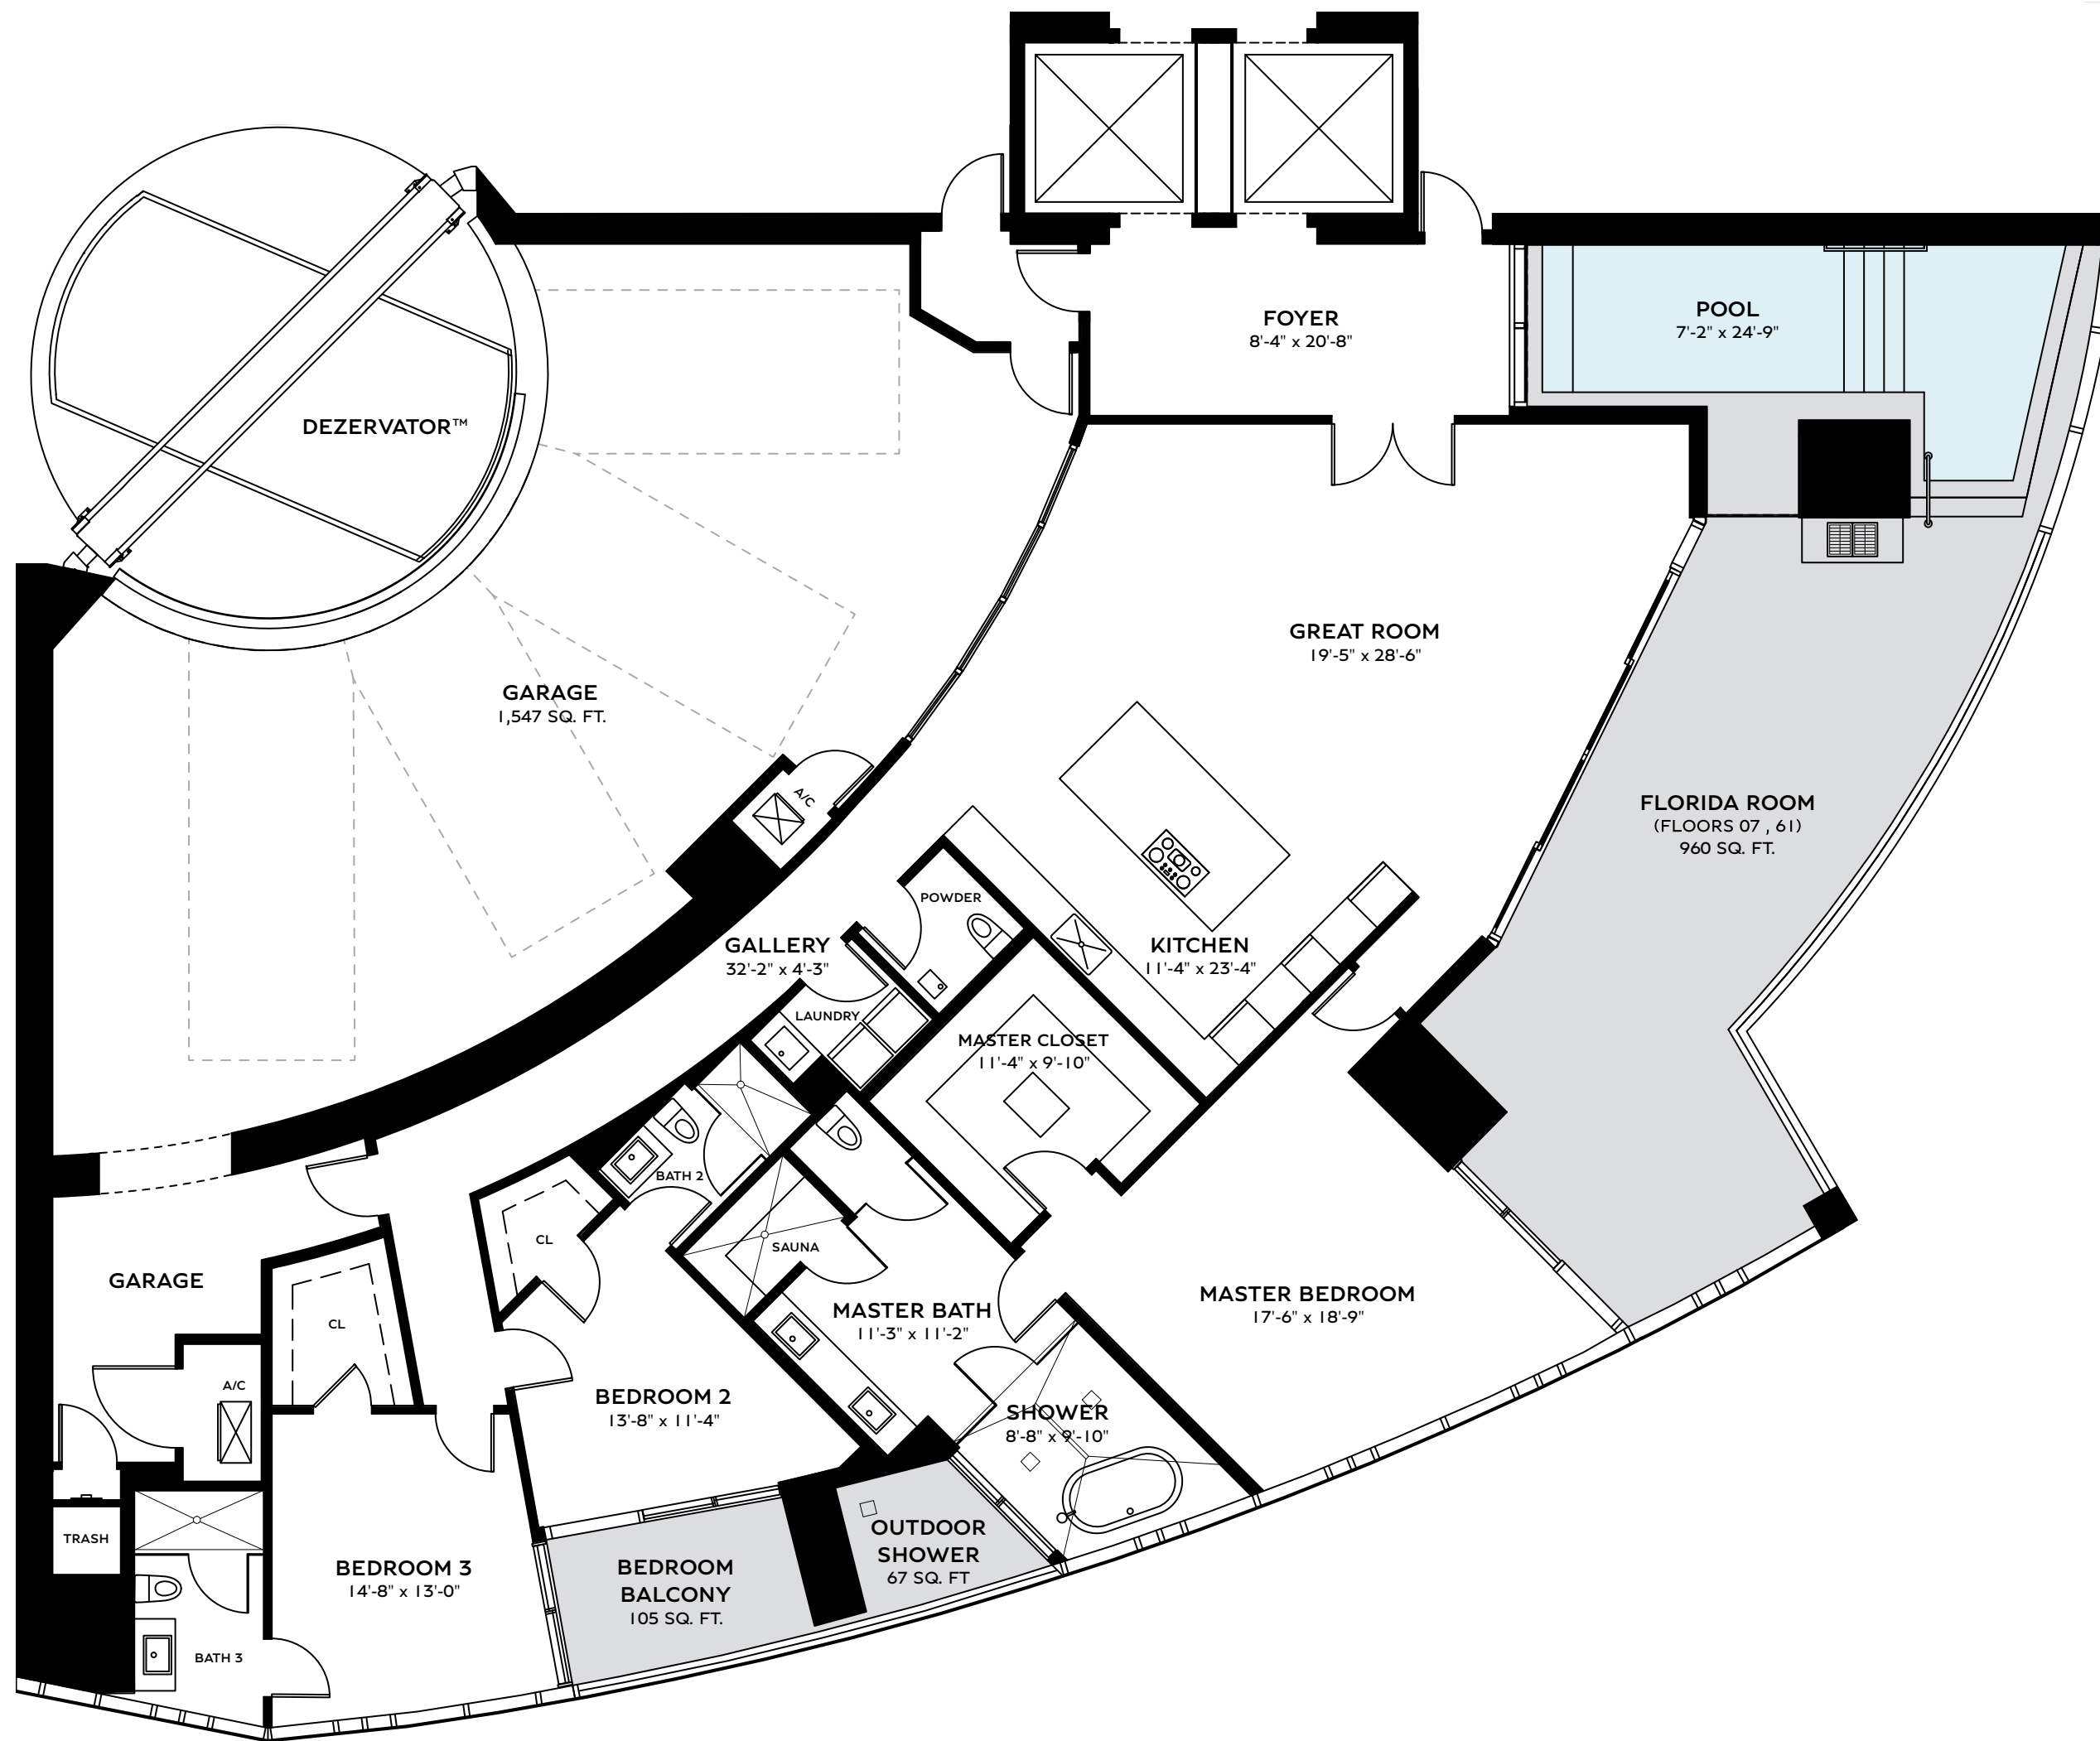 FOYER
8'-4" x 20'-8"
POOL
7'-2" x 24'-9"
DEZERVATOR™
GREAT ROOM
19'-5" x 28'-6"
GARAGE
1,547 SQ. FT.
A/C
FLORIDA ROOM
(FLOORS 07 , 61)
960 SQ. FT.
POWDER
GALLERY
32'-2" x 4'-3"
KITCHEN
11'-4" x 23'-4"
LAUNDRY
MASTER CLOSET
11'-4" x 9'-10"
BATH 2
CL
SAUNA
GARAGE
CL
MASTER BATH
11'-3" x 11'-2"
MASTER BEDROOM
17'-6" x 18'-9"
A/C
BEDROOM 2
13'-8" x 11'-4"
SHOWER
8'-8" x 9'-10"
TRASH
OUTDOOR
SHOWER
67 SQ. FT
BEDROOM 3
14'-8" x 13'-0"
BEDROOM
BALCONY
105 SQ. FT.
BATH 3